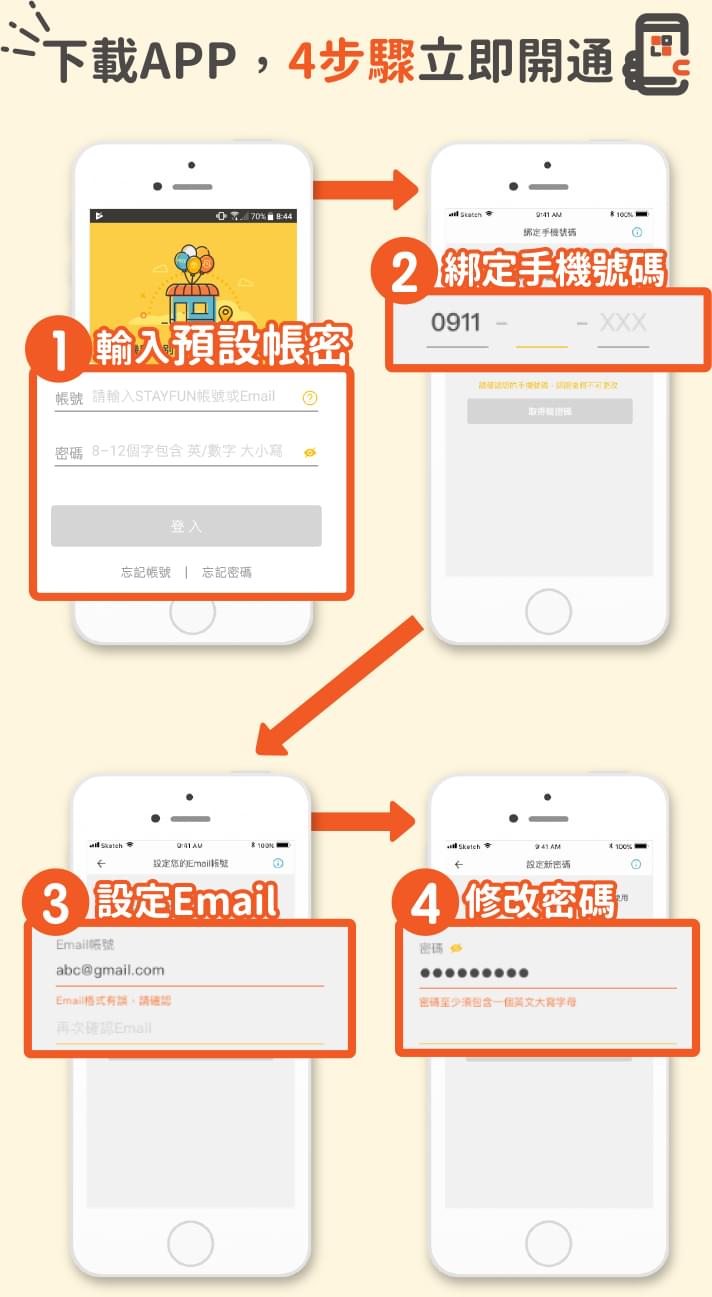 下載APP，4步驟立即開通
70% 8:44
1 輸入預設帳密
帳號 請輸入STAYFUN帳號或Email
密碼 8-12個字包含 英/數字 大小寫
登入
忘記帳號 | 忘記密碼
Sketch 9:41 AM 100%
綁定手機號碼
2 綁定手機號碼
0911 - - XXX
請確認您的手機號碼，認證後將不可更改
取得驗證碼
Sketch 9:41 AM 100%
設定您的Email帳號
3 設定Email
Email帳號
abc@gmail.com
Email格式有誤，請確認
再次確認Email
Sketch 9:41 AM 100%
設定新密碼
使用
4 修改密碼
密碼
●●●●●●●●●
密碼至少須包含一個英文大寫字母